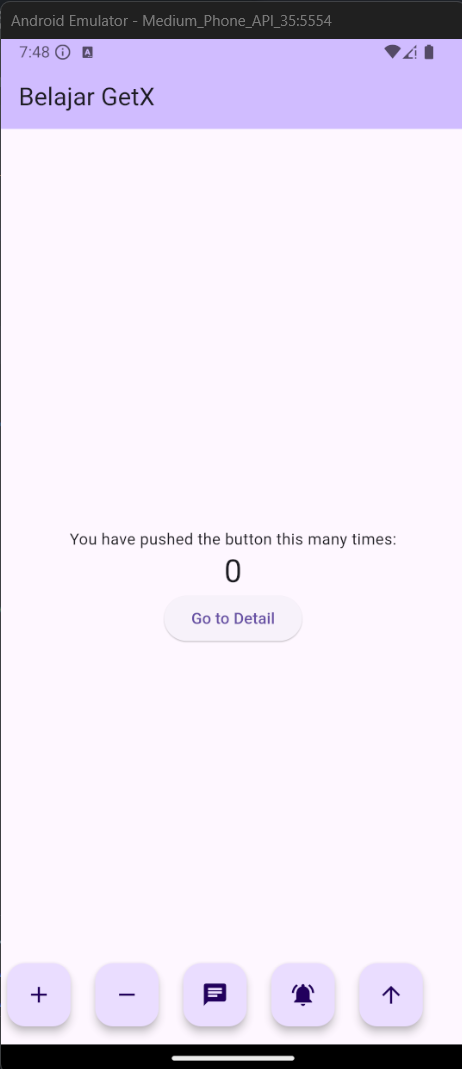 Android Emulator - Medium_Phone_API_35:5554
7:48
Belajar GetX
You have pushed the button this many times:
0
Go to Detail